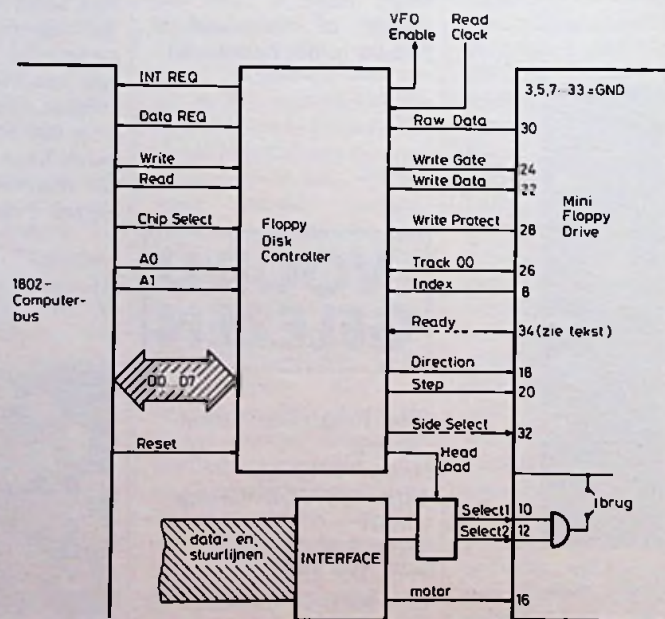 VFO
Enable
Read
Clock
INT REQ
3,5,7...33 = GND
Data REQ
Raw Data
30
Write
Write Gate
24
Read
Write Data
22
Mini
Floppy
Drive
Chip Select
Floppy
Disk
Controller
Write Protect
28
A0
Track 00
26
1802-
Computer-
bus
A1
Index
8
Ready
34 (zie tekst)
D0...D7
Direction
18
Step
20
Side Select
32
Reset
Head
Load
data- en
stuurlijnen
INTERFACE
Select1
10
Select2
12
brug
motor
16